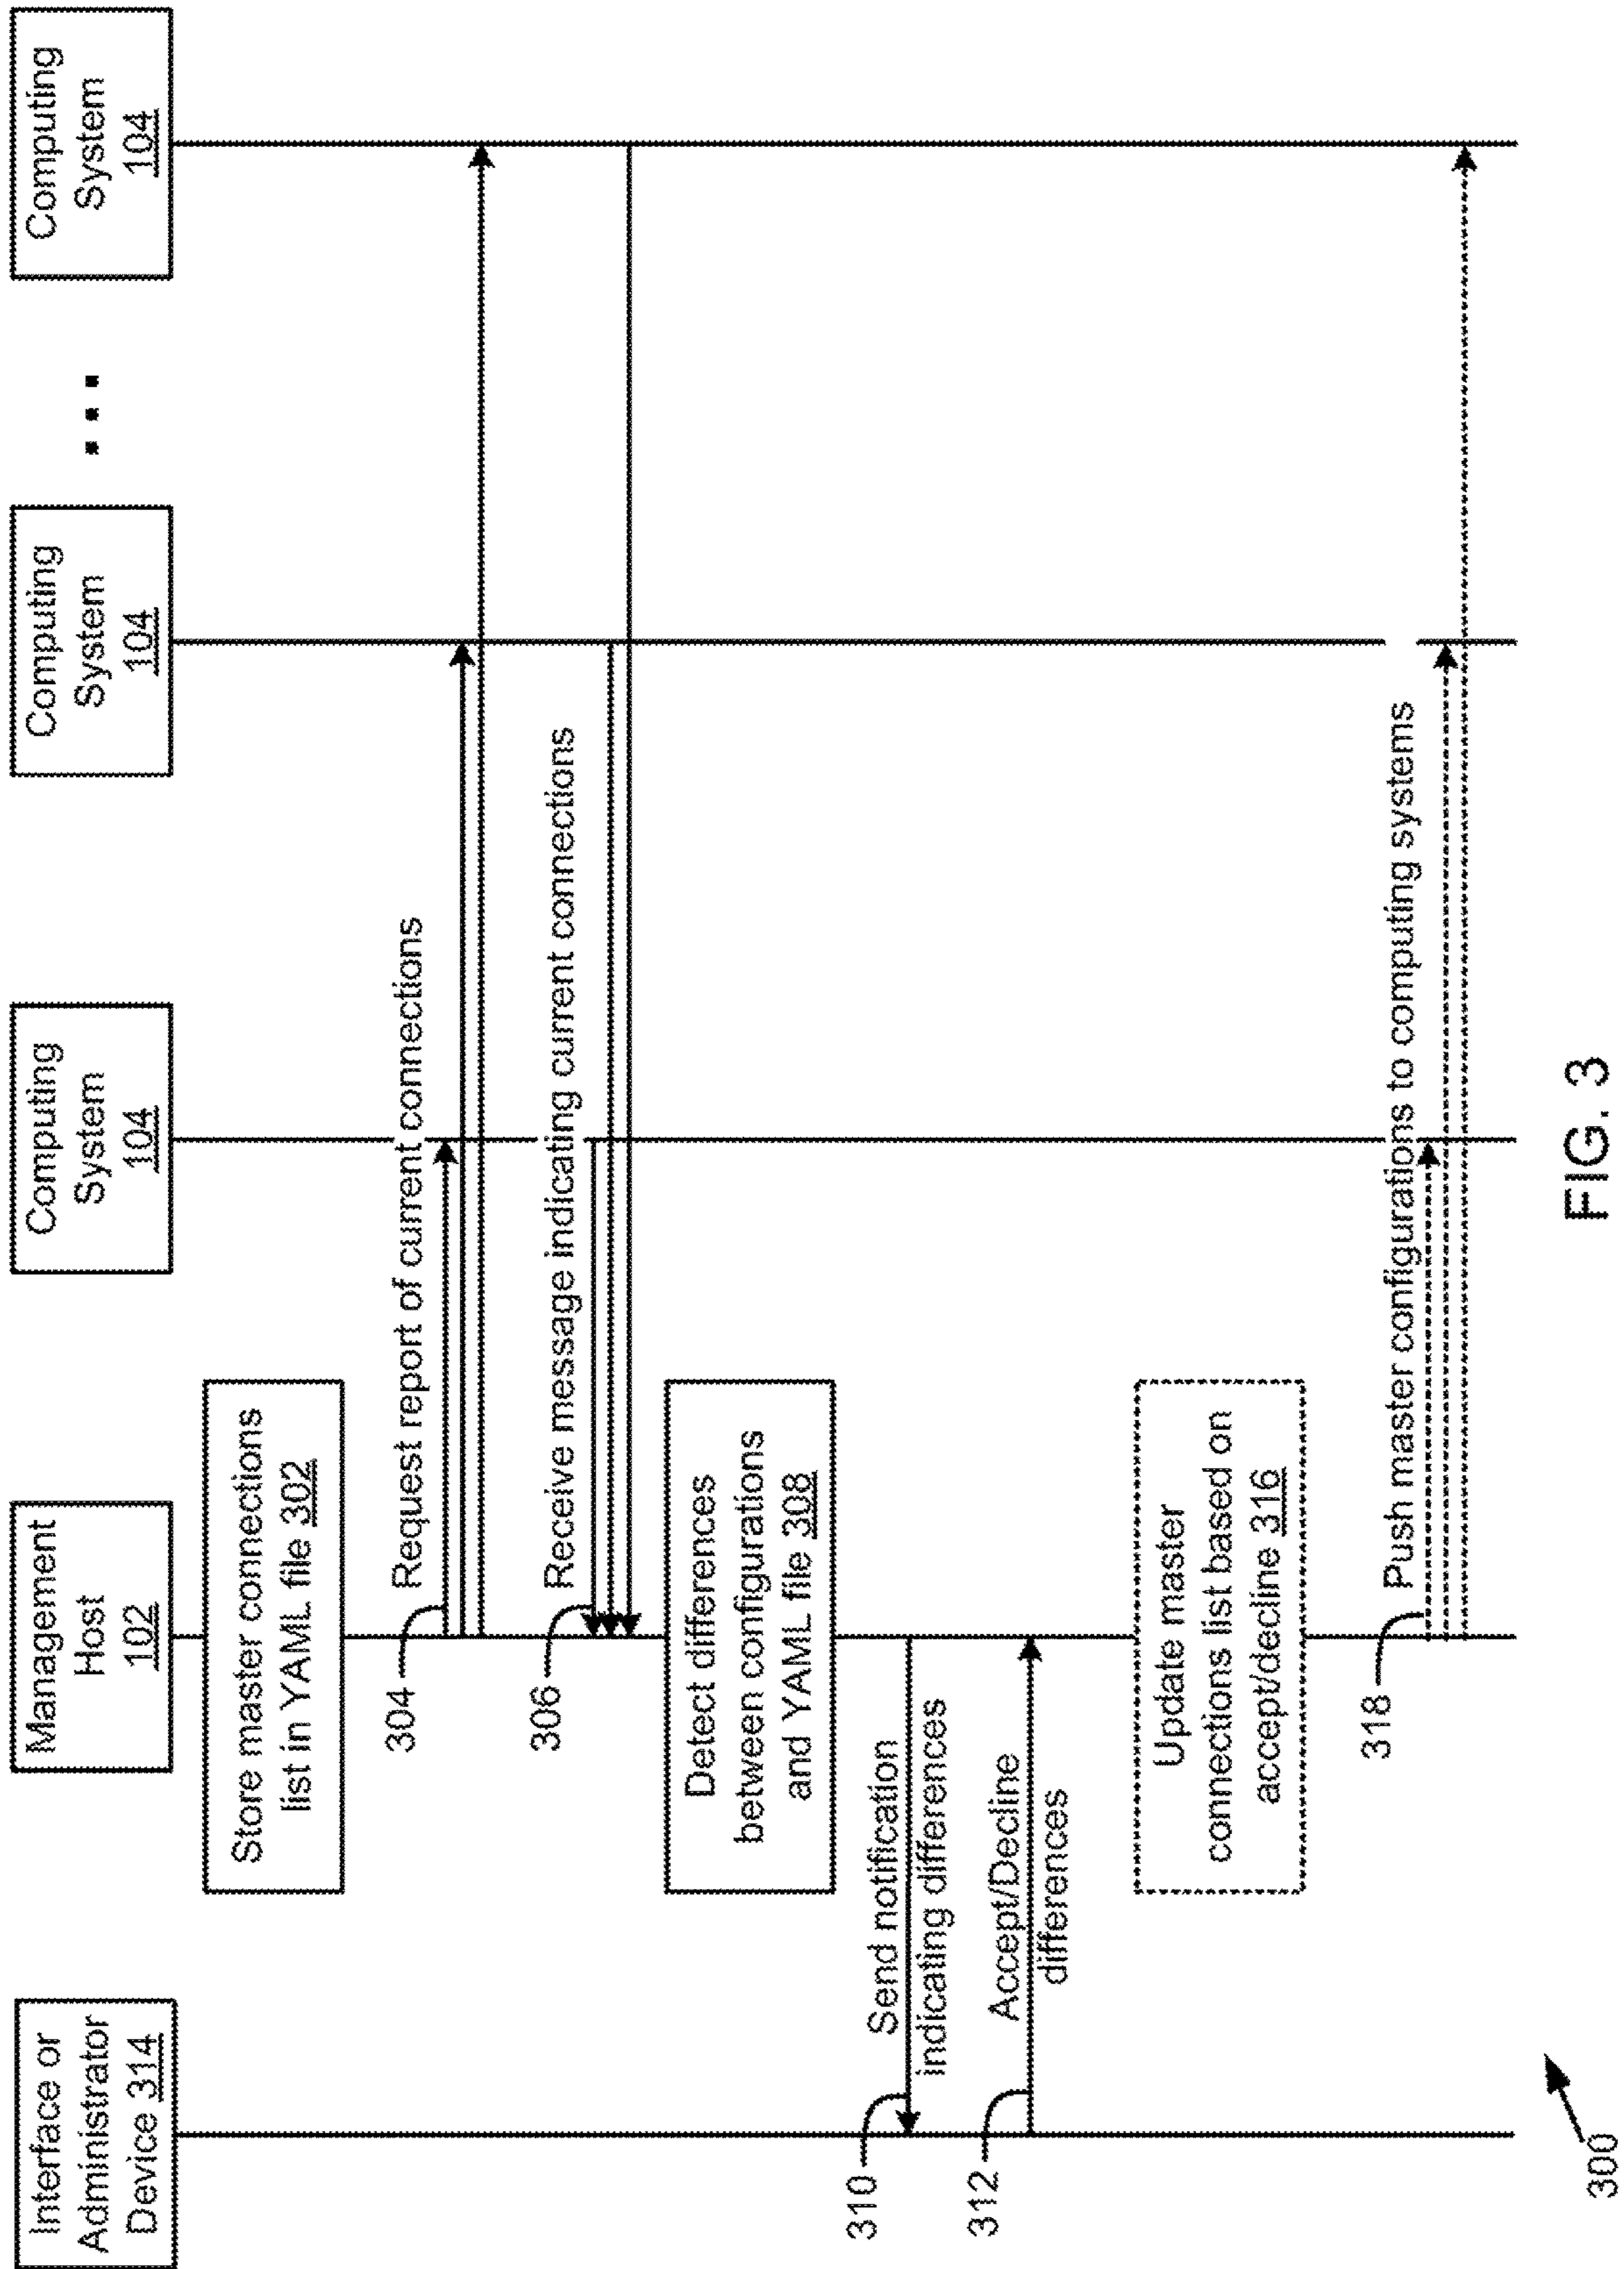 Interface or
Administrator
Device 314
Management
Host
102
Computing
System
104
Computing
System
104
...
Computing
System
104
Store master connections
list in YAML file 302
304
Request report of current connections
306
Receive message indicating current connections
Detect differences
between configurations
and YAML file 308
310
Send notification
indicating differences
312
Accept/Decline
differences
Update master
connections list based on
accept/decline 316
318
Push master configurations to computing systems
300
FIG. 3